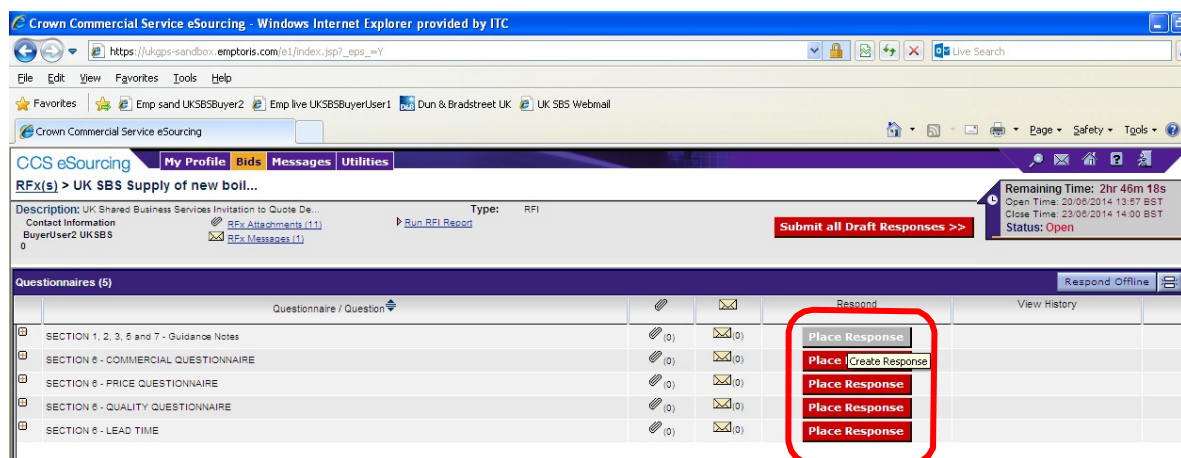 Crown Commercial Service eSourcing - Windows Internet Explorer provided by ITC
https://ukgps-sandbox.emptoris.com/e1/index.jsp?_eps_=Y
Live Search
File Edit View Favorites Tools Help
Favorites Emp sand UKSBSBuyer2 Emp live UKSBSBuyerUser1 Dun & Bradstreet UK UK SBS Webmail
Crown Commercial Service eSourcing Page Safety Tools
CCS eSourcing My Profile Bids Messages Utilities
RFx(s) > UK SBS Supply of new boil...
Remaining Time: 2hr 46m 18s
Open Time: 20/06/2014 13:57 BST
Close Time: 23/06/2014 14:00 BST
Status: Open
Description: UK Shared Business Services Invitation to Quote De... Type: RFI
Contact Information RFx Attachments (11) Run RFI Report
BuyerUser2 UKSBS RFx Messages (1)
0
Submit all Draft Responses >>
Questionnaires (5) Respond Offline
Questionnaire / Question Respond View History
SECTION 1, 2, 3, 5 and 7 - Guidance Notes (0) (0) Place Response
SECTION 6 - COMMERCIAL QUESTIONNAIRE (0) (0) Place
Create Response
SECTION 6 - PRICE QUESTIONNAIRE (0) (0) Place Response
SECTION 6 - QUALITY QUESTIONNAIRE (0) (0) Place Response
SECTION 6 - LEAD TIME (0) (0) Place Response